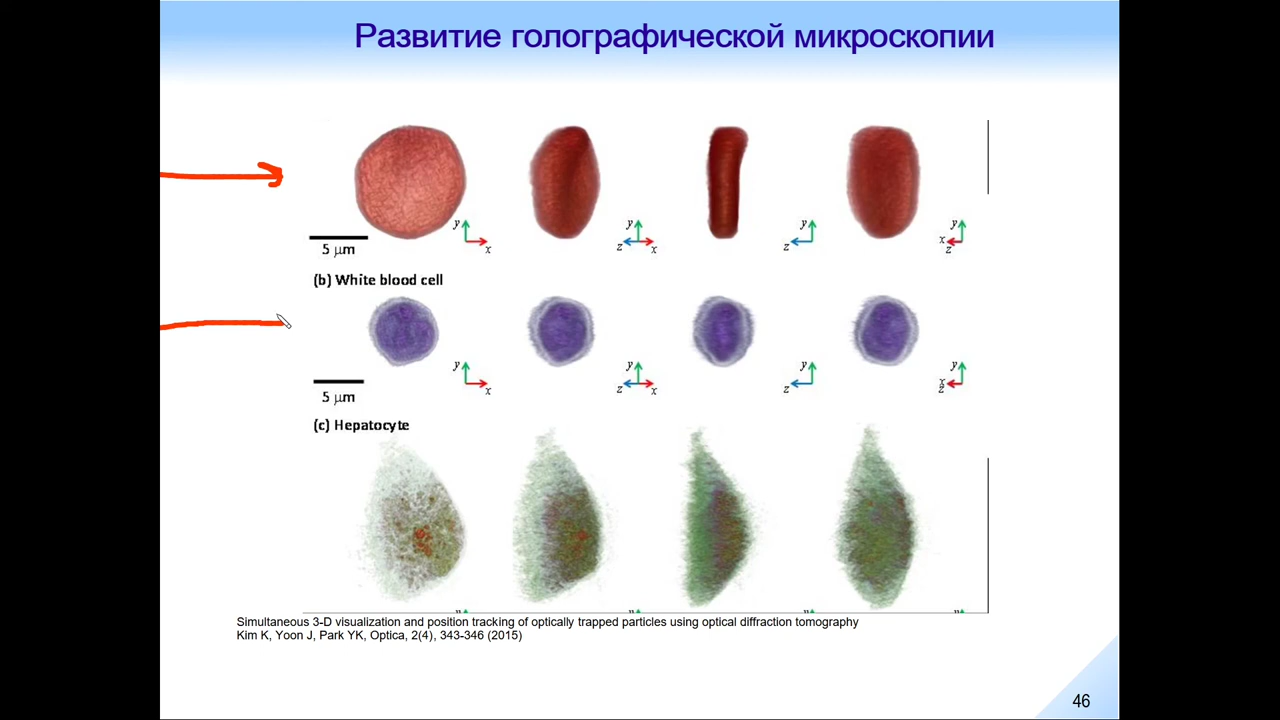 Развитие голографической микроскопии
y x z y x z y x y z
5 µm
(b) White blood cell
y x z y x z y x y z
5 µm
(c) Hepatocyte
Simultaneous 3-D visualization and position tracking of optically trapped particles using optical diffraction tomography
Kim K, Yoon J, Park YK, Optica, 2(4), 343-346 (2015)
46